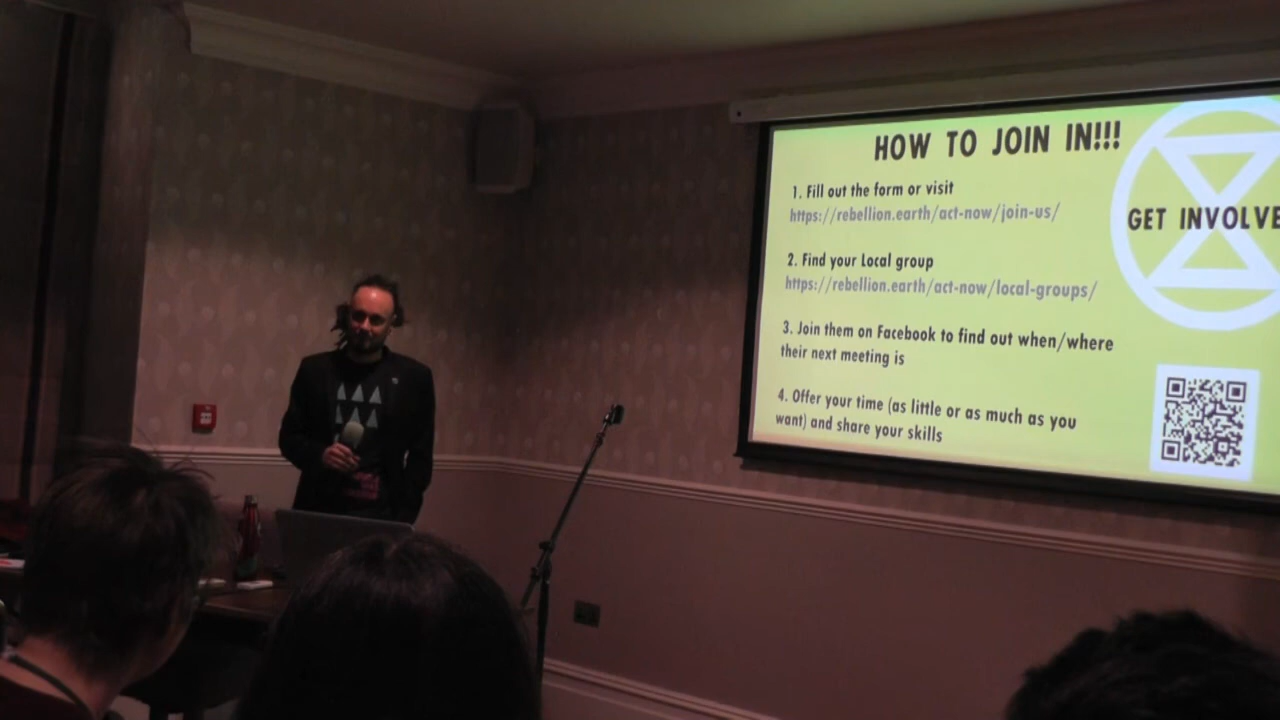 HOW TO JOIN IN!!!
1. Fill out the form or visit
https://rebellion.earth/act-now/join-us/
GET INVOLVE
2. Find your Local group
https://rebellion.earth/act-now/local-groups/
3. Join them on Facebook to find out when/where
their next meeting is
4. Offer your time (as little or as much as you
want) and share your skills